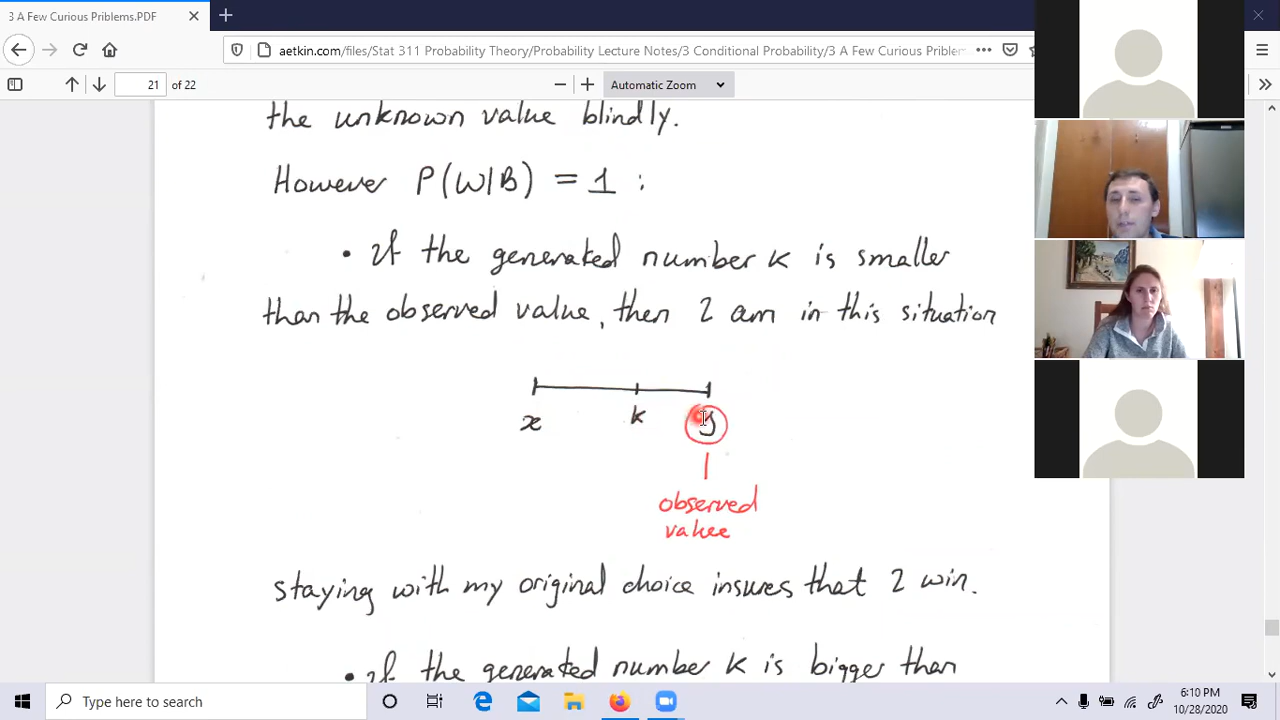 3 A Few Curious Priblems.PDF
aetkin.com/files/Stat 311 Probability Theory/Probability Lecture Notes/3 Conditional Probability/3 A Few Curious Priblem
21 of 22
Automatic Zoom
the unknown value blindly.
However P(W|B) = 1 :
• If the generated number k is smaller
than the observed value, then I am in this situation
x k y
observed
value
staying with my original choice insures that I win.
• if the generated number k is bigger than
Type here to search
6:10 PM
10/28/2020